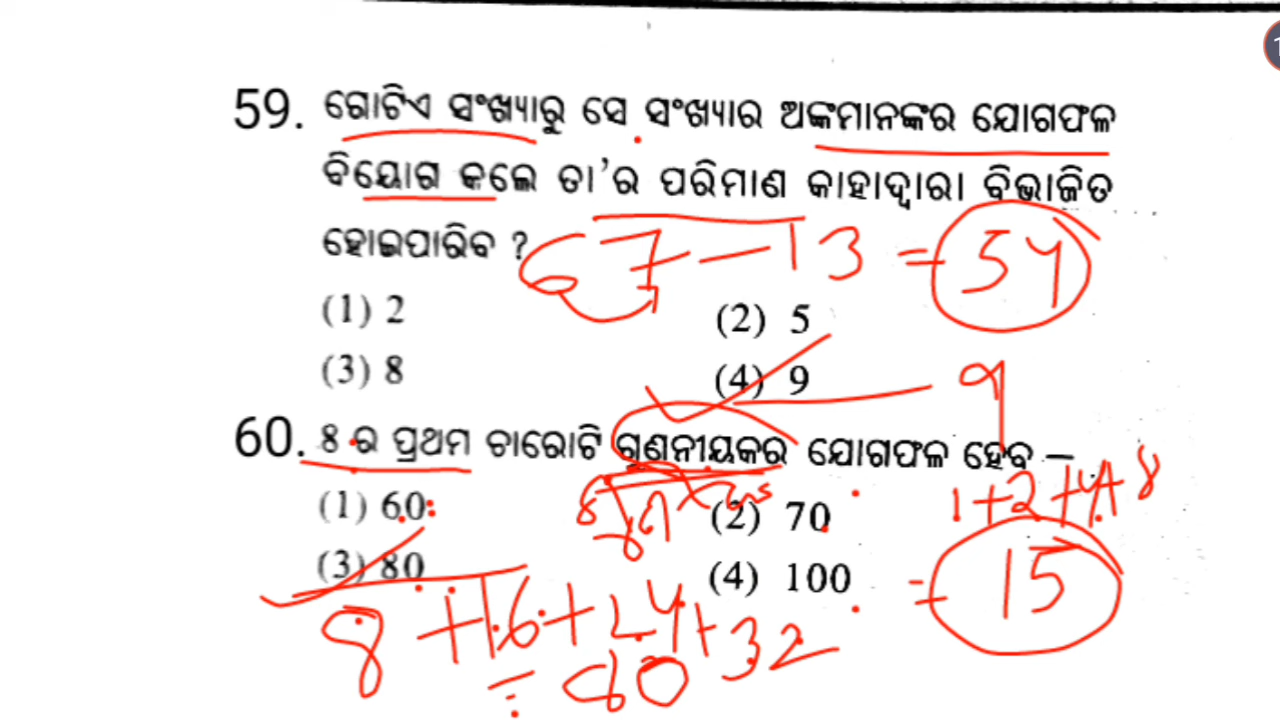 59. ଗୋଟିଏ ସଂଖ୍ୟାରୁ ସେ ସଂଖ୍ୟାର ଅଙ୍କମାନଙ୍କର ଯୋଗଫଳ
ବିୟୋଗ କଲେ ତା'ର ପରିମାଣ କାହାଦ୍ୱାରା ବିଭାଜିତ
ହୋଇପାରିବ ?
67 - 13 = 54
(1) 2 (2) 5
(3) 8 (4) 9
9
60. ୫ ର ପ୍ରଥମ ଚାରୋଟି ଗୁଣନୀୟକର ଯୋଗଫଳ ହେବ –
1+2+4+8
(1) 60 (2) 70
(3) 80 (4) 100
= 15
8 +16+24+32
= 80